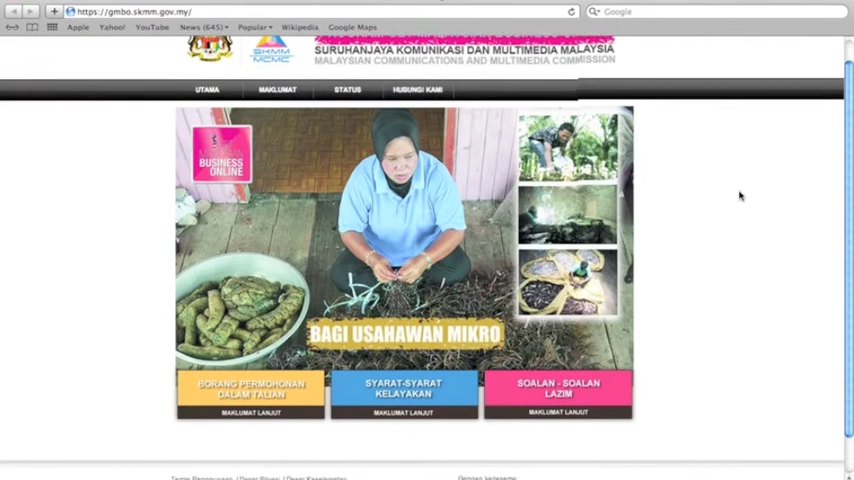 https://gmbo.skmm.gov.my/
Google
Apple Yahoo! YouTube News (645) Popular Wikipedia Google Maps
SKMM
MCMC
SURUHANJAYA KOMUNIKASI DAN MULTIMEDIA MALAYSIA
MALAYSIAN COMMUNICATIONS AND MULTIMEDIA COMMISSION
UTAMA MAKLUMAT STATUS HUBUNGI KAMI
BUSINESS
ONLINE
BAGI USAHAWAN MIKRO
BORANG PERMOHONAN
DALAM TALIAN
MAKLUMAT LANJUT
SYARAT-SYARAT
KELAYAKAN
MAKLUMAT LANJUT
SOALAN - SOALAN
LAZIM
MAKLUMAT LANJUT